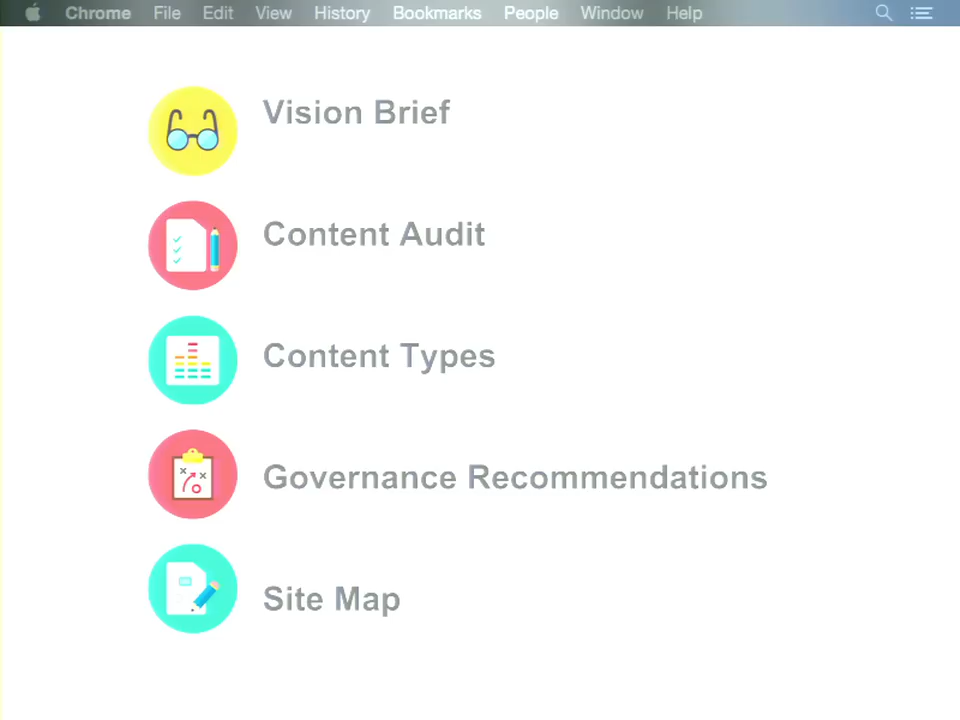 Chrome File Edit View History Bookmarks People Window Help
Vision Brief
Content Audit
Content Types
Governance Recommendations
Site Map